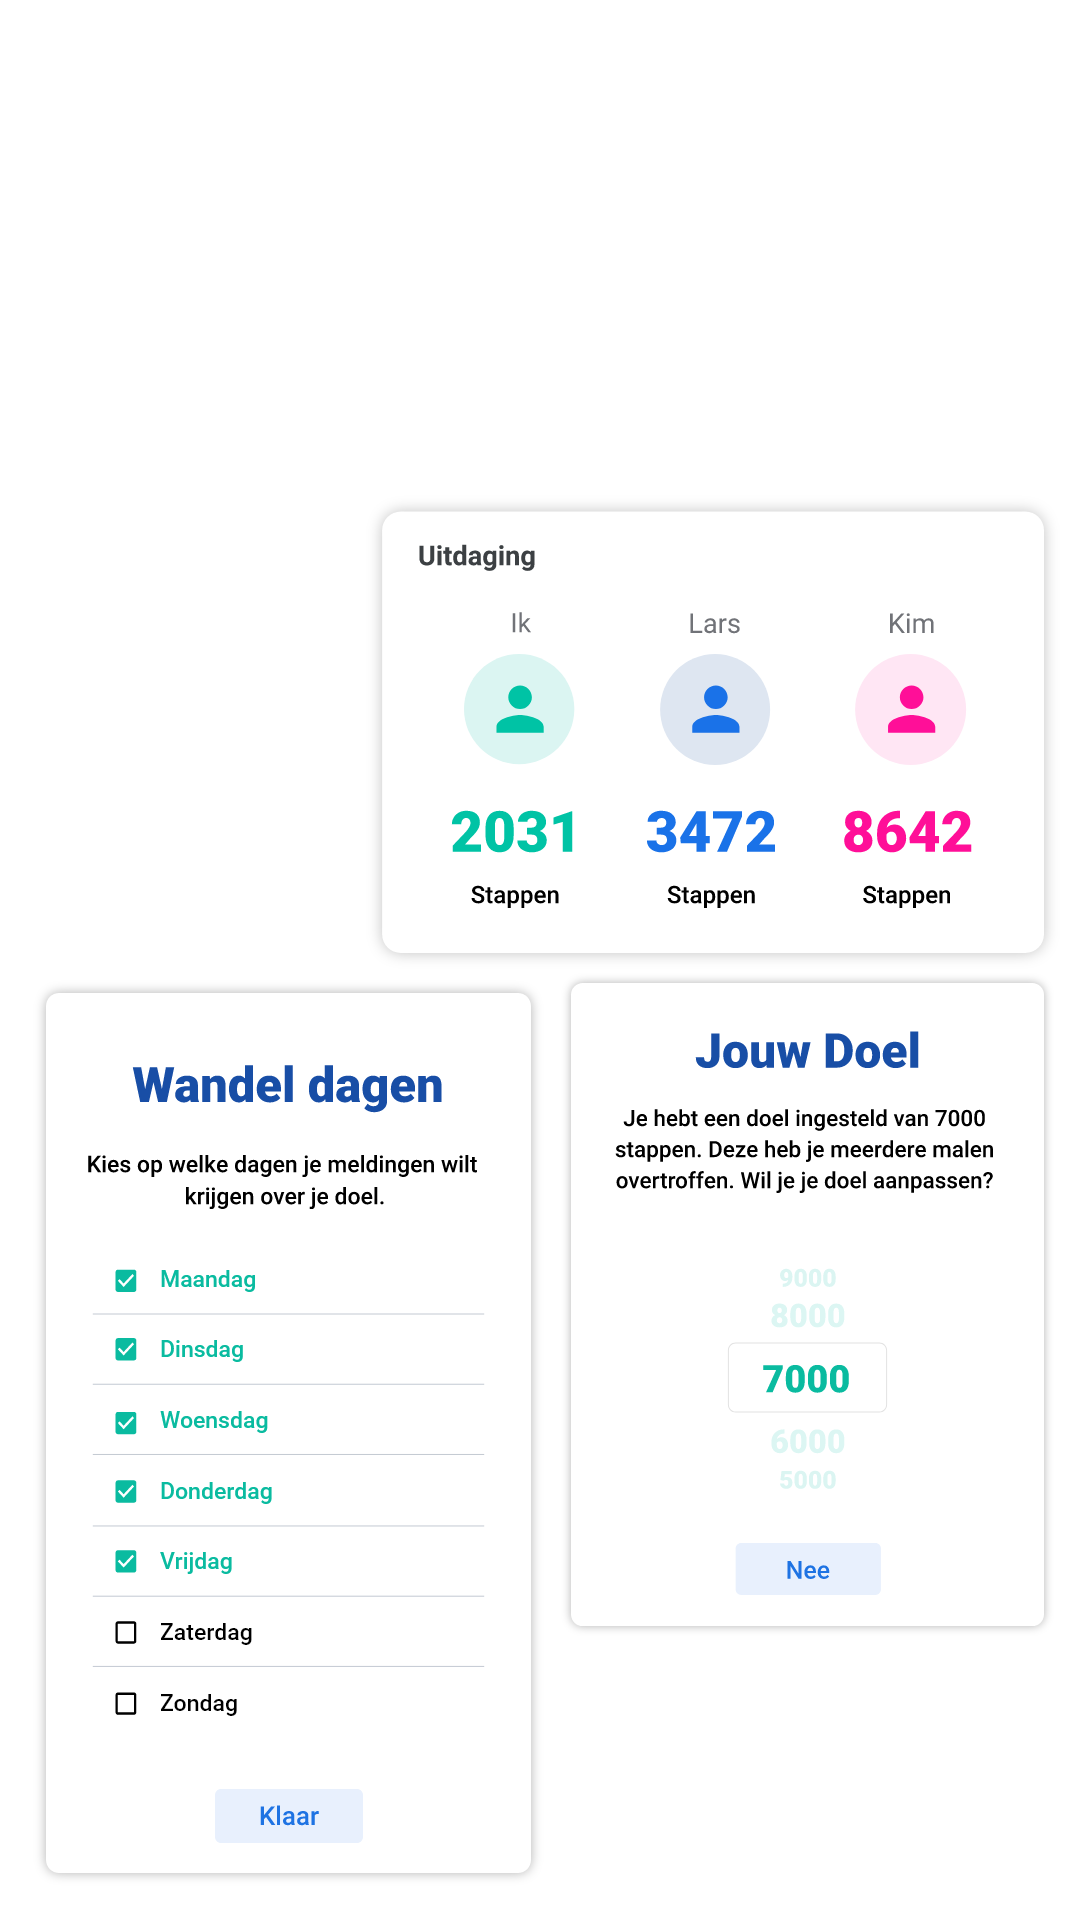 Uitdaging
Ik
Lars
Kim
2031
3472
8642
Stappen
Stappen
Stappen
Wandel dagen
Kies op welke dagen je meldingen wilt
krijgen over je doel.
Maandag
Dinsdag
Woensdag
Donderdag
Vrijdag
Zaterdag
Zondag
Klaar
Jouw Doel
Je hebt een doel ingesteld van 7000
stappen. Deze heb je meerdere malen
overtroffen. Wil je je doel aanpassen?
9000
8000
7000
6000
5000
Nee